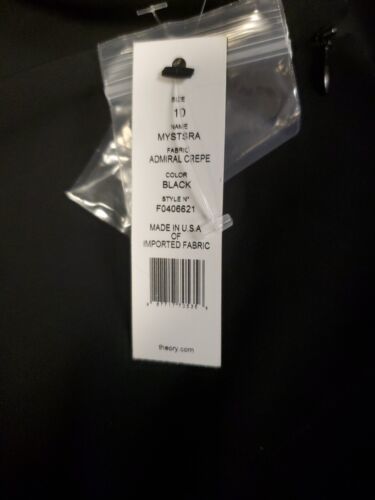 SIZE
10
NAME
MYSTSRA
FABRIC
ADMIRAL CREPE
COLOR
BLACK
STYLE N°
F0406621
MADE IN U.S.A
OF
IMPORTED FABRIC
theory.com